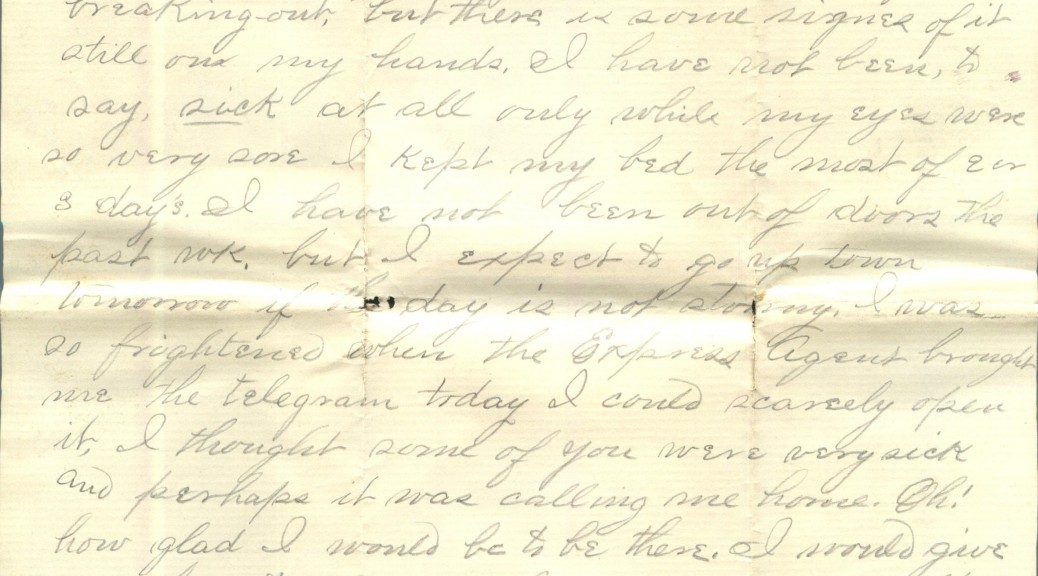 breaking-out, but there is some signes of it
still on my hands. I have not been, to
say, sick at all only while my eyes were
so very sore I kept my bed the most of 2 or
3 days. I have not been out of doors the
past wk, but I expect to go up town
tomorrow if the day is not stormy. I was
so frightened when the Express Agent brought
me the telegram today I could scarcely open
it, I thought some of you were very sick
and perhaps it was calling me home. Oh!
how glad I would be to be there. I would give